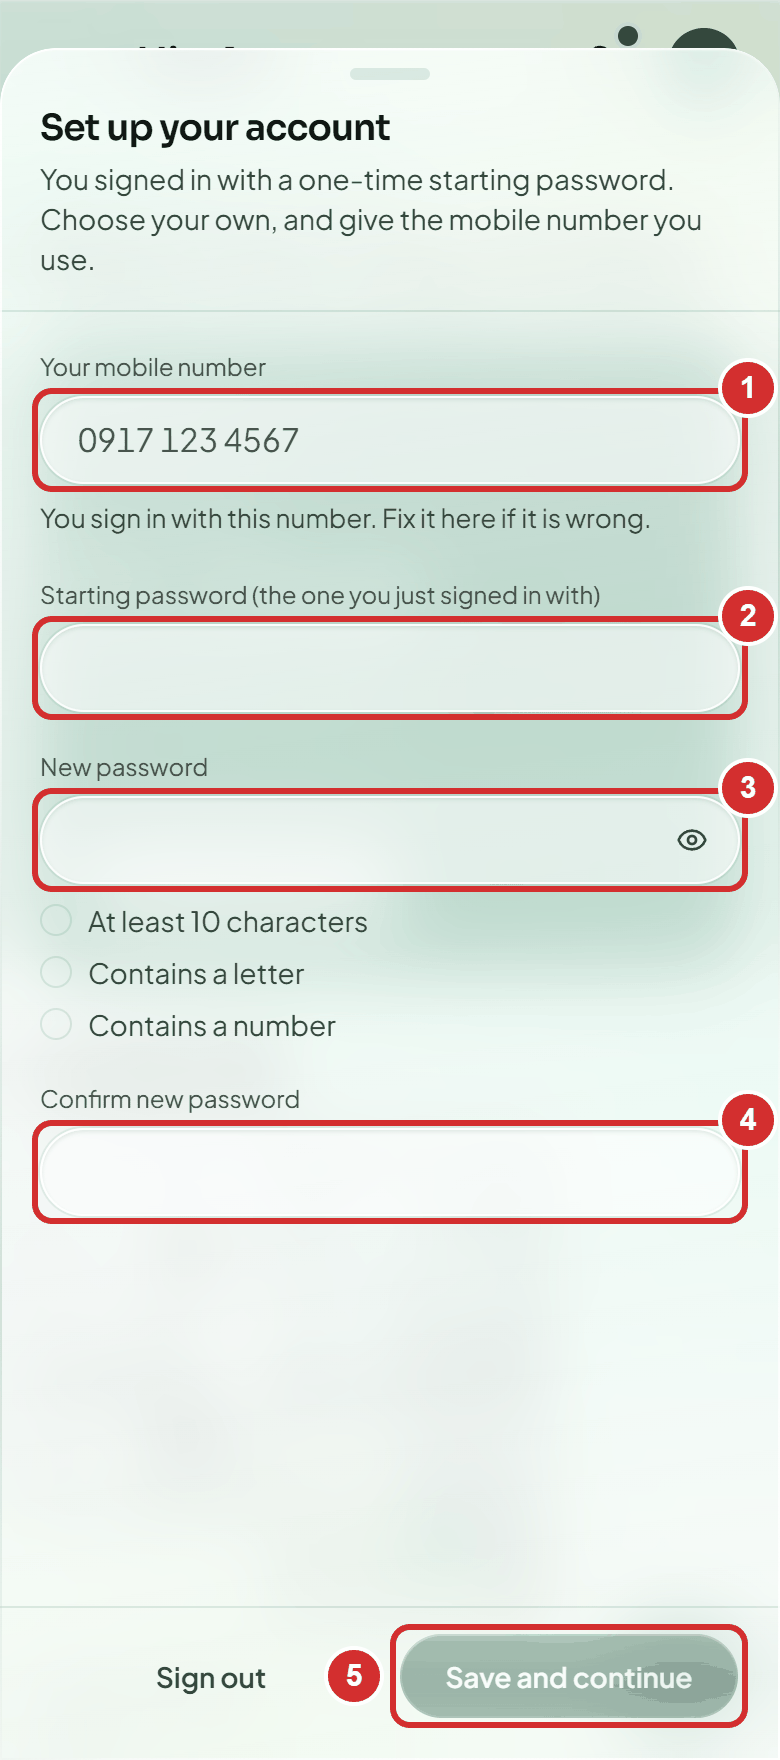 Set up your account
You signed in with a one-time starting password.
Choose your own, and give the mobile number you
use.
Your mobile number
1
0917 123 4567
You sign in with this number. Fix it here if it is wrong.
Starting password (the one you just signed in with)
2
New password
3
At least 10 characters
Contains a letter
Contains a number
Confirm new password
4
Sign out
5
Save and continue